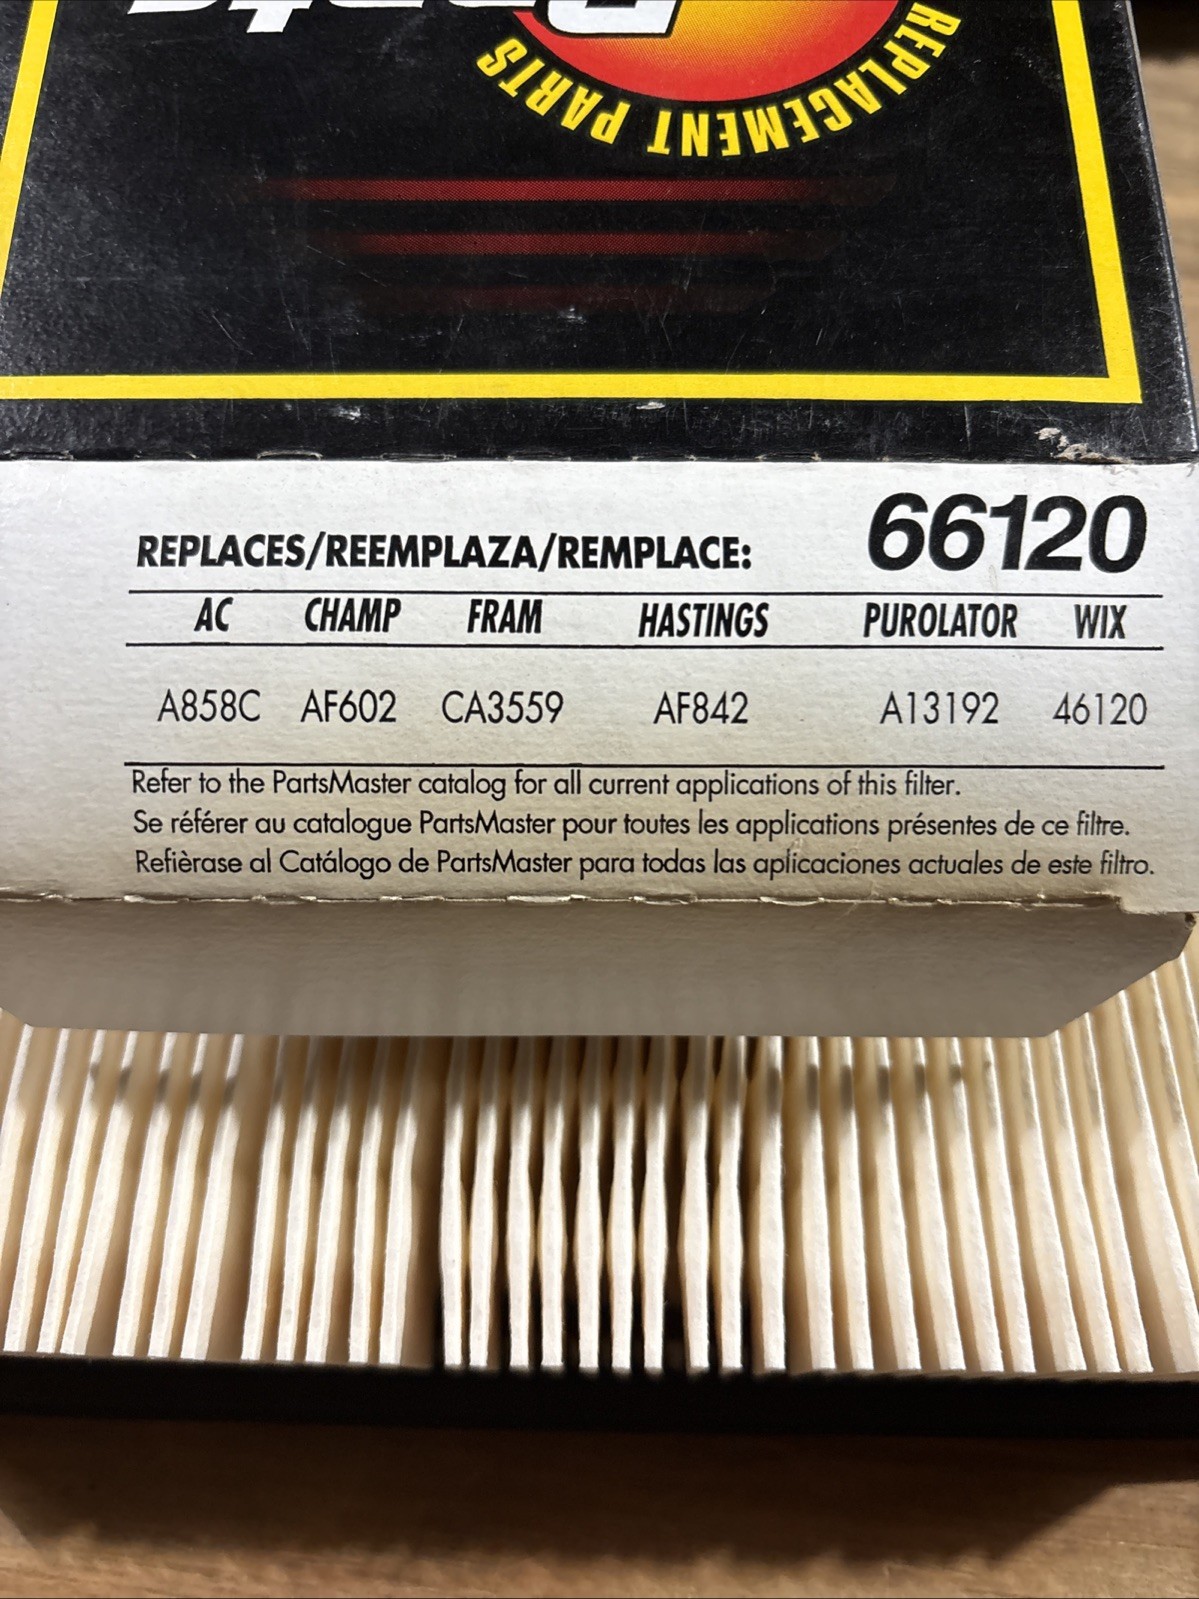 REPLACEMENT PARTS
REPLACES/REEMPLAZA/REMPLACE: 66120
AC CHAMP FRAM HASTINGS PUROLATOR WIX
A858C AF602 CA3559 AF842 A13192 46120
Refer to the PartsMaster catalog for all current applications of this filter.
Se référer au catalogue PartsMaster pour toutes les applications présentes de ce filtre.
Refièrase al Catálogo de PartsMaster para todas las aplicaciones actuales de este filtro.